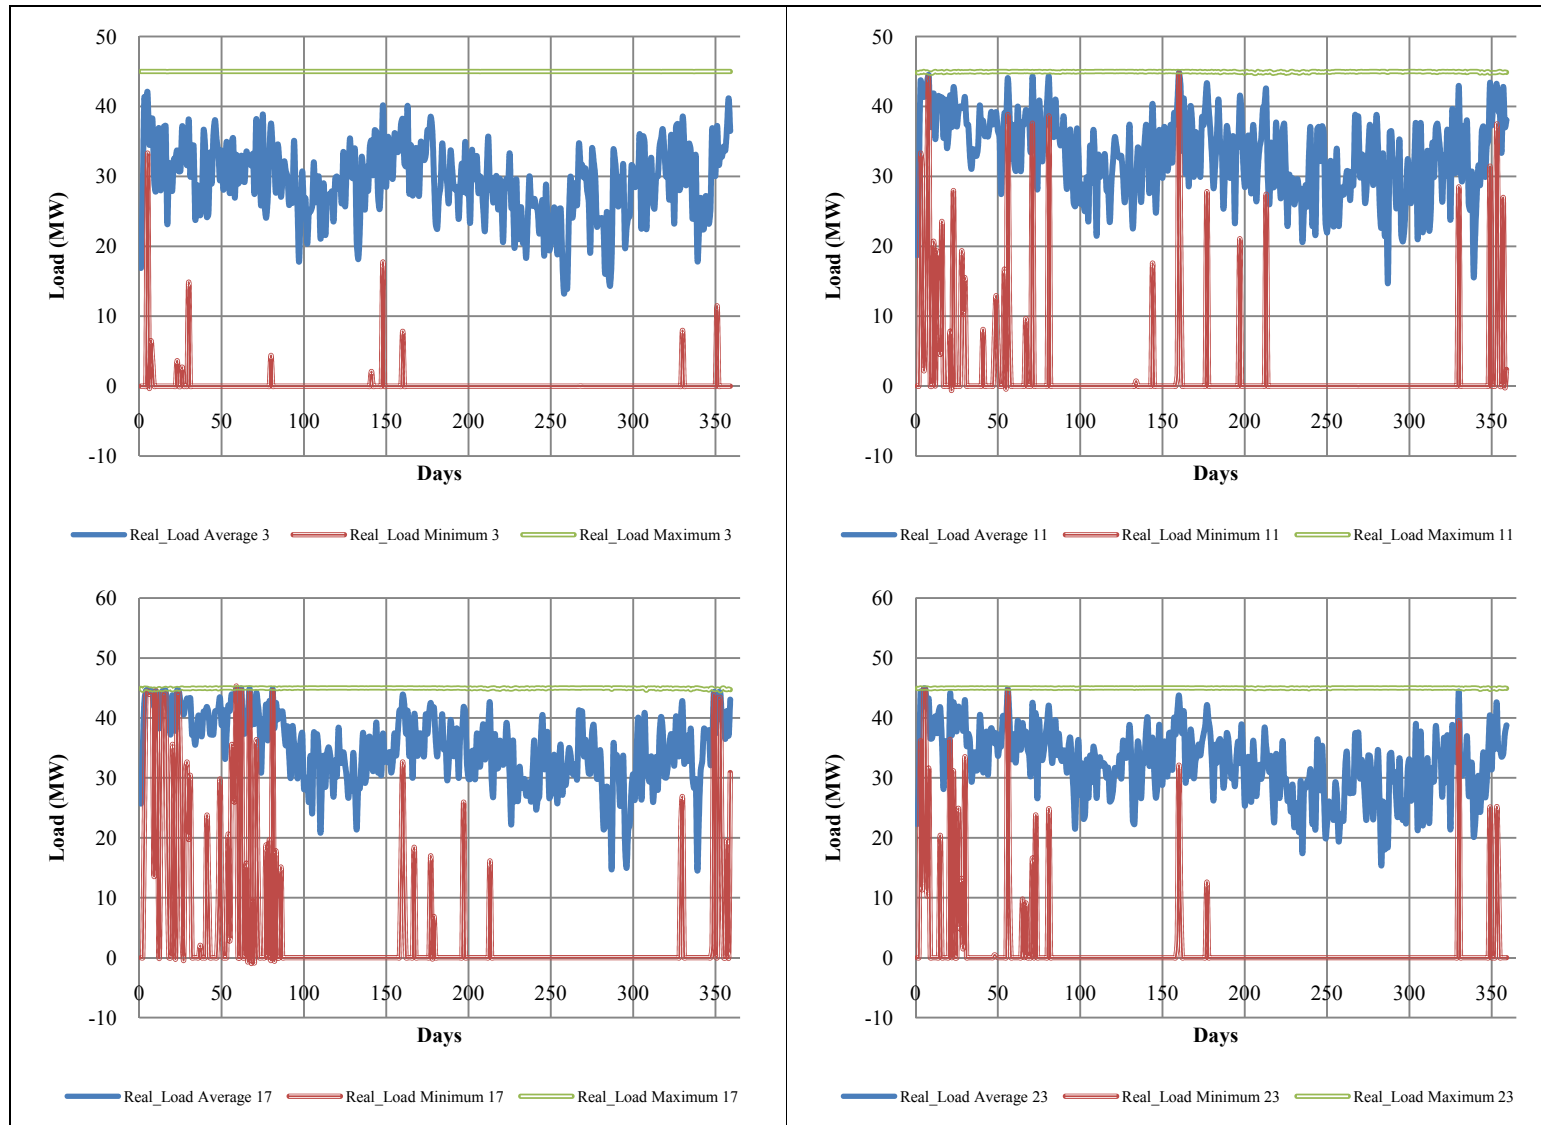 50
40
30
20
10
0
-10
Load (MW)
0 50 100 150 200 250 300 350
Days
Real_Load Average 3 Real_Load Minimum 3 Real_Load Maximum 3
50
40
30
20
10
0
-10
Load (MW)
0 50 100 150 200 250 300 350
Days
Real_Load Average 11 Real_Load Minimum 11 Real_Load Maximum 11
60
50
40
30
20
10
0
-10
Load (MW)
0 50 100 150 200 250 300 350
Days
Real_Load Average 17 Real_Load Minimum 17 Real_Load Maximum 17
60
50
40
30
20
10
0
-10
Load (MW)
0 50 100 150 200 250 300 350
Days
Real_Load Average 23 Real_Load Minimum 23 Real_Load Maximum 23